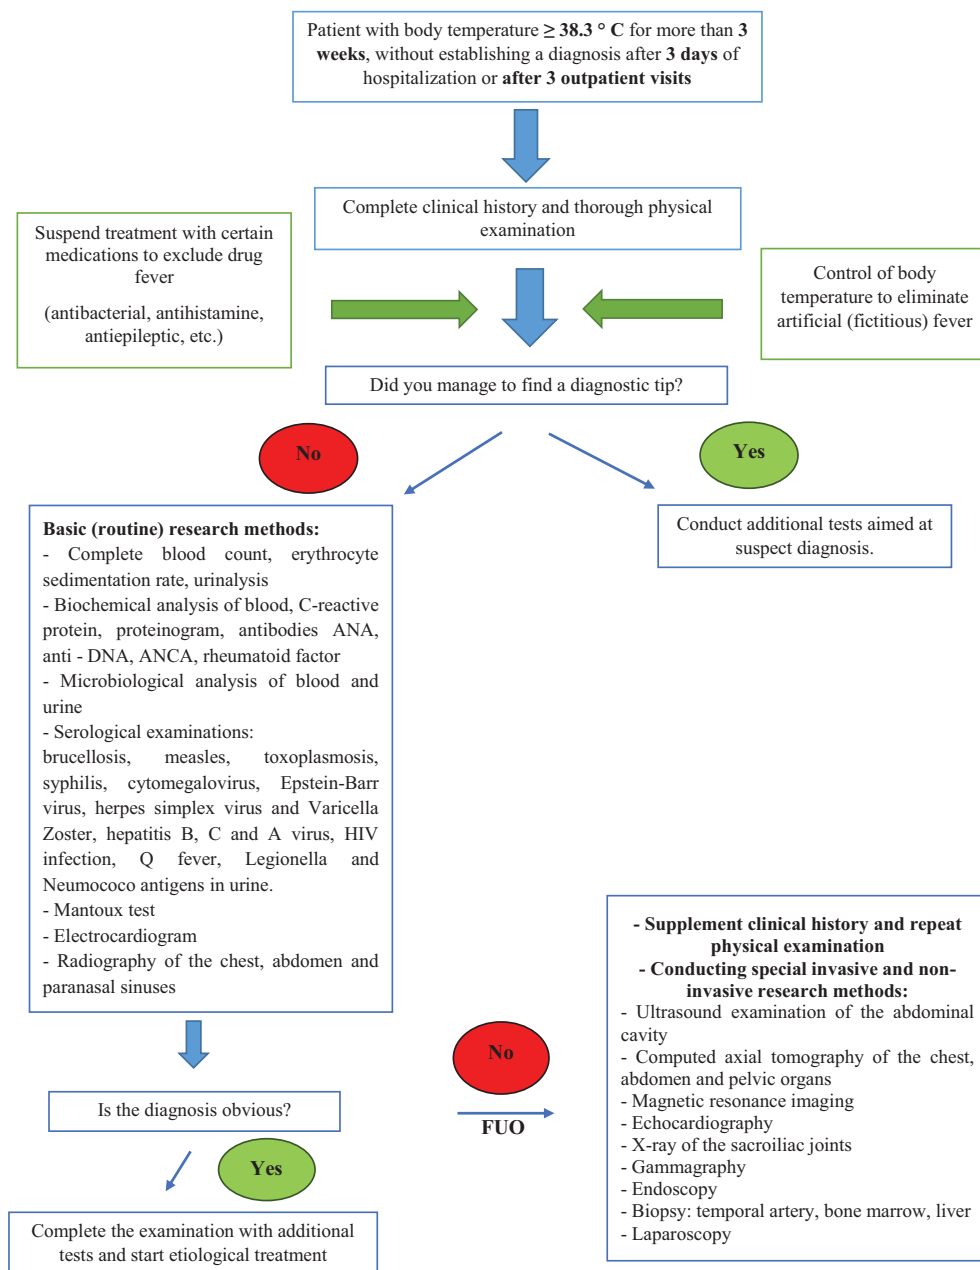 Patient with body temperature ≥ 38.3 ° C for more than 3
weeks, without establishing a diagnosis after 3 days of
hospitalization or after 3 outpatient visits
Complete clinical history and thorough physical
examination
Suspend treatment with certain
medications to exclude drug
fever
(antibacterial, antihistamine,
antiepileptic, etc.)
Control of body
temperature to eliminate
artificial (fictitious) fever
Did you manage to find a diagnostic tip?
No
Yes
Basic (routine) research methods:
- Complete blood count, erythrocyte
sedimentation rate, urinalysis
- Biochemical analysis of blood, C-reactive
protein, proteinogram, antibodies ANA,
anti - DNA, ANCA, rheumatoid factor
- Microbiological analysis of blood and
urine
- Serological examinations:
brucellosis, measles, toxoplasmosis,
syphilis, cytomegalovirus, Epstein-Barr
virus, herpes simplex virus and Varicella
Zoster, hepatitis B, C and A virus, HIV
infection, Q fever, Legionella and
Neumococo antigens in urine.
- Mantoux test
- Electrocardiogram
- Radiography of the chest, abdomen and
paranasal sinuses
Conduct additional tests aimed at
suspect diagnosis.
Is the diagnosis obvious?
No
FUO
Yes
Complete the examination with additional
tests and start etiological treatment
- Supplement clinical history and repeat
physical examination
- Conducting special invasive and non-
invasive research methods:
- Ultrasound examination of the abdominal
cavity
- Computed axial tomography of the chest,
abdomen and pelvic organs
- Magnetic resonance imaging
- Echocardiography
- X-ray of the sacroiliac joints
- Gammagraphy
- Endoscopy
- Biopsy: temporal artery, bone marrow, liver
- Laparoscopy